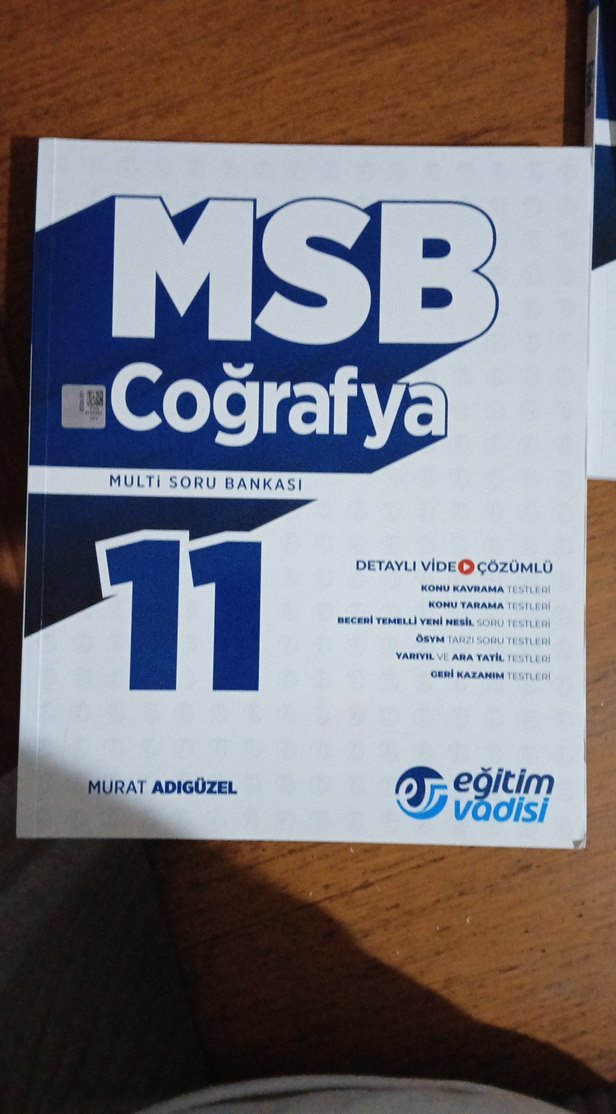 MSB
Coğrafya
MULTİ SORU BANKASI
11
DETAYLI VİDEO ÇÖZÜMLÜ
KONU KAVRAMA TESTLERİ
KONU TARAMA TESTLERİ
BECERİ TEMELLİ YENİ NESİL SORU TESTLERİ
ÖSYM TARZI SORU TESTLERİ
YARIYIL VE ARA TATİL TESTLERİ
GERİ KAZANIM TESTLERİ
MURAT ADIGÜZEL
eğitim
vadisi